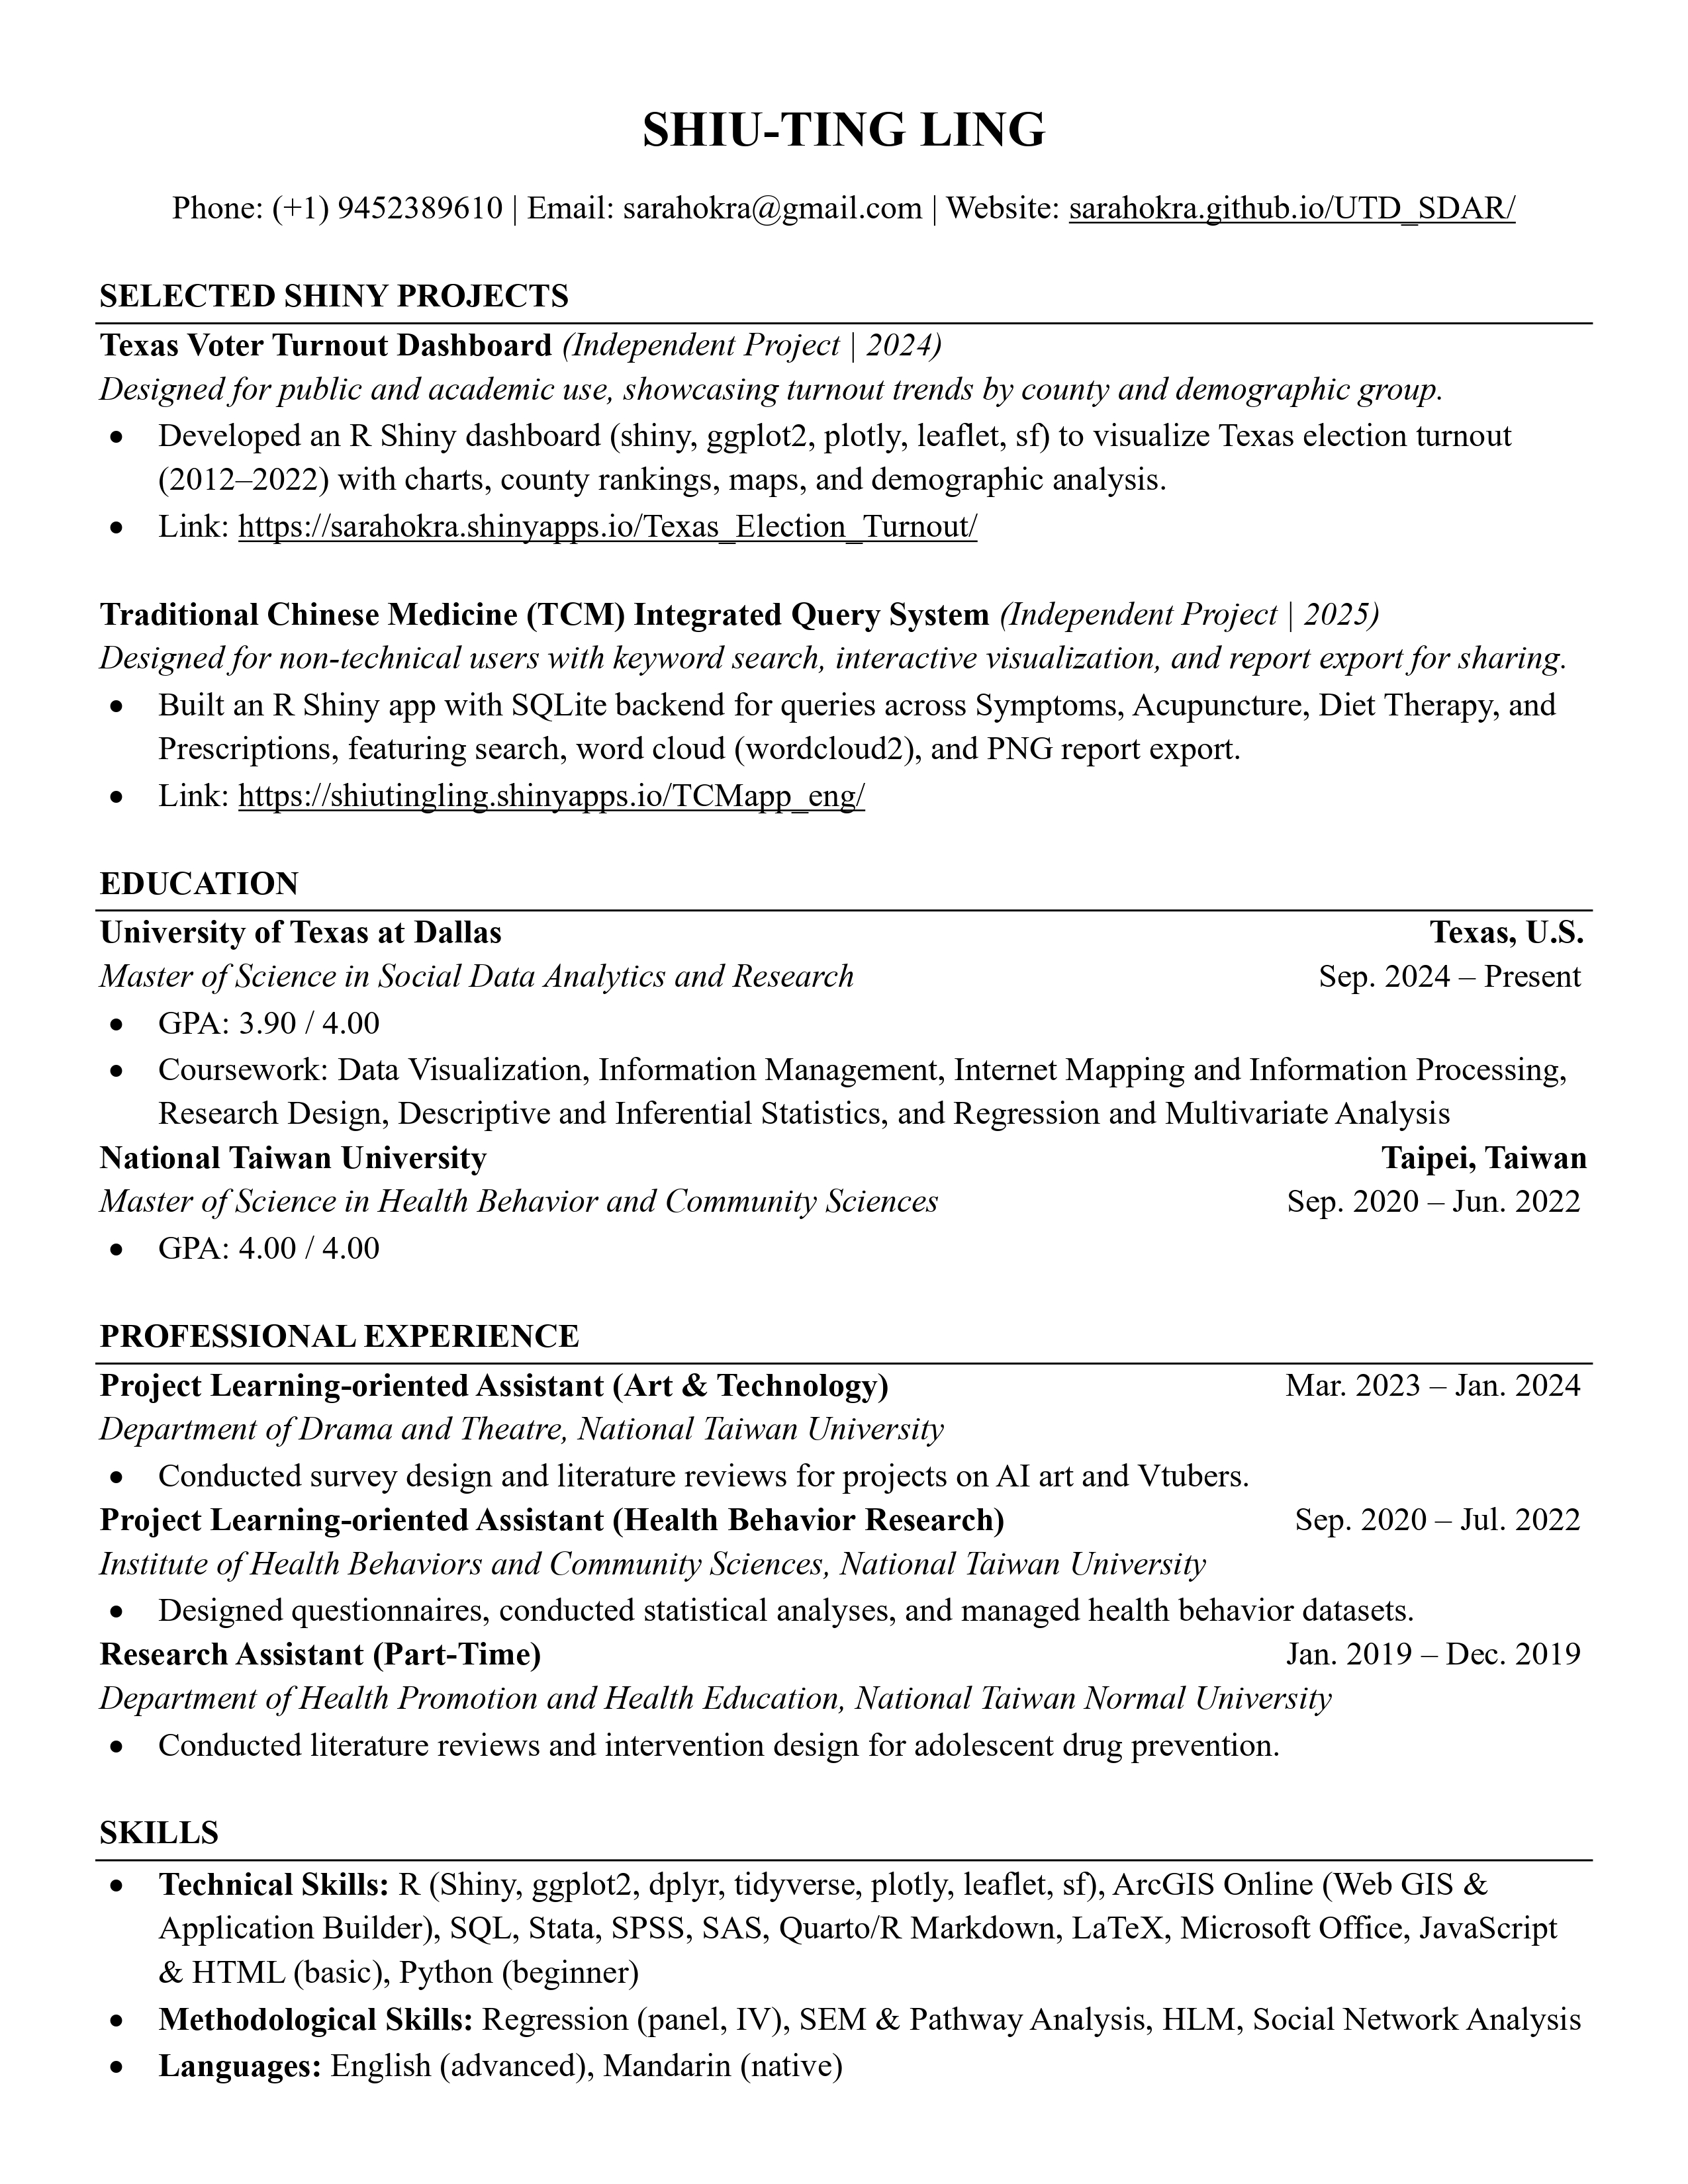 SHIU-TING LING
Phone: (+1) 9452389610 | Email: sarahokra@gmail.com | Website: sarahokra.github.io/UTD_SDAR/
SELECTED SHINY PROJECTS
Texas Voter Turnout Dashboard (Independent Project | 2024)
Designed for public and academic use, showcasing turnout trends by county and demographic group.
• Developed an R Shiny dashboard (shiny, ggplot2, plotly, leaflet, sf) to visualize Texas election turnout
(2012–2022) with charts, county rankings, maps, and demographic analysis.
• Link: https://sarahokra.shinyapps.io/Texas_Election_Turnout/
Traditional Chinese Medicine (TCM) Integrated Query System (Independent Project | 2025)
Designed for non-technical users with keyword search, interactive visualization, and report export for sharing.
• Built an R Shiny app with SQLite backend for queries across Symptoms, Acupuncture, Diet Therapy, and
Prescriptions, featuring search, word cloud (wordcloud2), and PNG report export.
• Link: https://shiutingling.shinyapps.io/TCMapp_eng/
EDUCATION
University of Texas at Dallas Texas, U.S.
Master of Science in Social Data Analytics and Research Sep. 2024 – Present
• GPA: 3.90 / 4.00
• Coursework: Data Visualization, Information Management, Internet Mapping and Information Processing,
Research Design, Descriptive and Inferential Statistics, and Regression and Multivariate Analysis
National Taiwan University Taipei, Taiwan
Master of Science in Health Behavior and Community Sciences Sep. 2020 – Jun. 2022
• GPA: 4.00 / 4.00
PROFESSIONAL EXPERIENCE
Project Learning-oriented Assistant (Art & Technology) Mar. 2023 – Jan. 2024
Department of Drama and Theatre, National Taiwan University
• Conducted survey design and literature reviews for projects on AI art and Vtubers.
Project Learning-oriented Assistant (Health Behavior Research) Sep. 2020 – Jul. 2022
Institute of Health Behaviors and Community Sciences, National Taiwan University
• Designed questionnaires, conducted statistical analyses, and managed health behavior datasets.
Research Assistant (Part-Time) Jan. 2019 – Dec. 2019
Department of Health Promotion and Health Education, National Taiwan Normal University
• Conducted literature reviews and intervention design for adolescent drug prevention.
SKILLS
• Technical Skills: R (Shiny, ggplot2, dplyr, tidyverse, plotly, leaflet, sf), ArcGIS Online (Web GIS &
Application Builder), SQL, Stata, SPSS, SAS, Quarto/R Markdown, LaTeX, Microsoft Office, JavaScript
& HTML (basic), Python (beginner)
• Methodological Skills: Regression (panel, IV), SEM & Pathway Analysis, HLM, Social Network Analysis
• Languages: English (advanced), Mandarin (native)